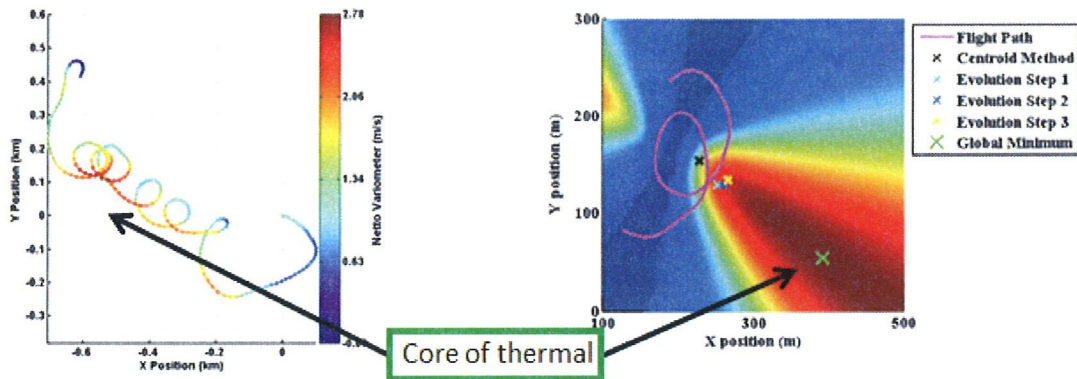 0.6
0.5
0.4
0.3
0.2
0.1
0
-0.1
-0.2
-0.3
Y Position (km)
-0.6
-0.4
-0.2
0
X Position (km)
2.78
2.06
1.34
0.63
Netto Variometer (m/s)
300
200
100
0
Y position (m)
100
300
500
X position (m)
Flight Path
Centroid Method
Evolution Step 1
Evolution Step 2
Evolution Step 3
Global Minimum
Core of thermal